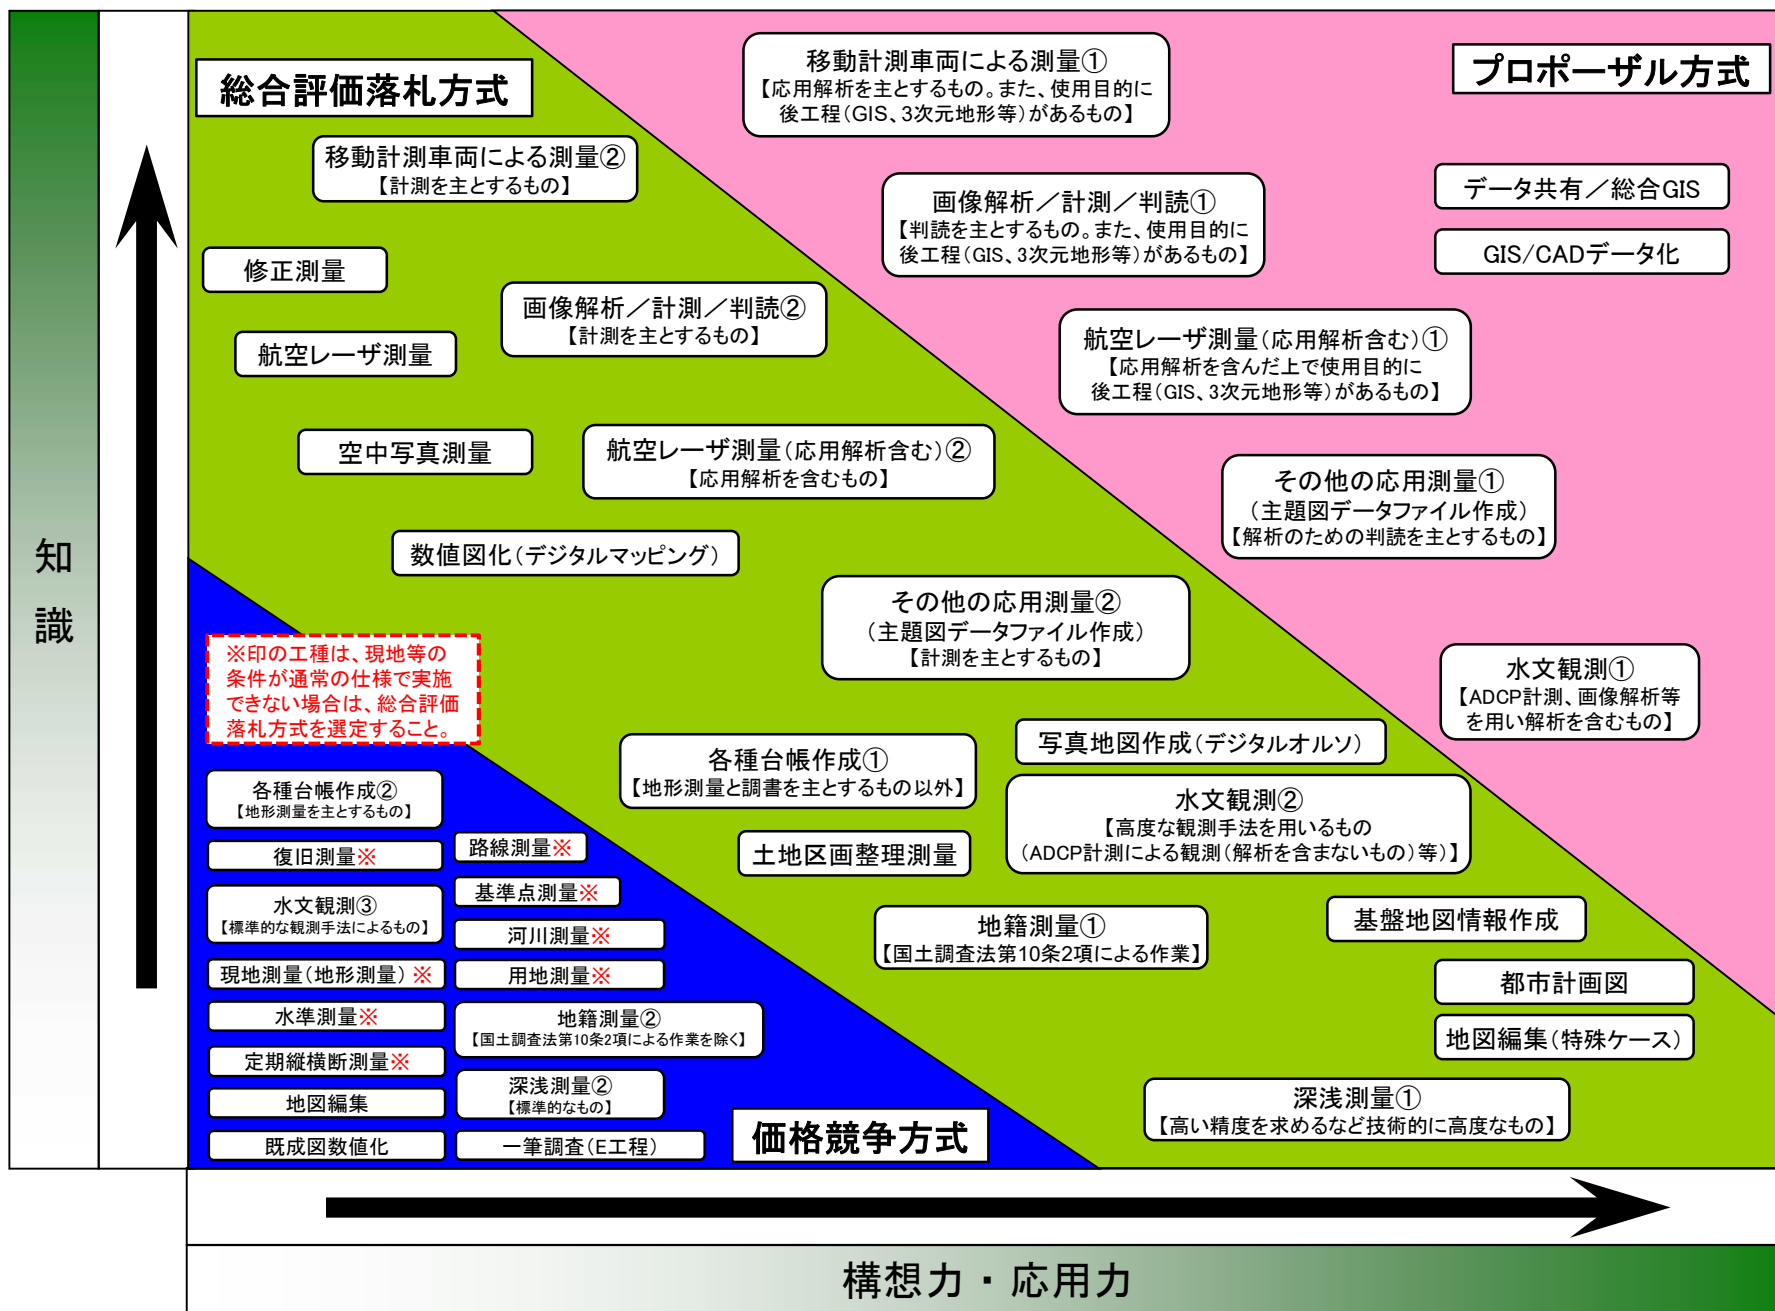 総合評価落札方式
プロポーザル方式
移動計測車両による測量①
【応用解析を主とするもの。また、使用目的に
後工程(GIS、3次元地形等)があるもの】
移動計測車両による測量②
【計測を主とするもの】
画像解析／計測／判読①
【判読を主とするもの。また、使用目的に
後工程(GIS、3次元地形等)があるもの】
データ共有／総合GIS
GIS/CADデータ化
修正測量
画像解析／計測／判読②
【計測を主とするもの】
航空レーザ測量
航空レーザ測量(応用解析含む)①
【応用解析を含んだ上で使用目的に
後工程(GIS、3次元地形等)があるもの】
空中写真測量
航空レーザ測量(応用解析含む)②
【応用解析を含むもの】
その他の応用測量①
(主題図データファイル作成)
【解析のための判読を主とするもの】
数値図化(デジタルマッピング)
その他の応用測量②
(主題図データファイル作成)
【計測を主とするもの】
知
識
※印の工種は、現地等の
条件が通常の仕様で実施
できない場合は、総合評価
落札方式を選定すること。
水文観測①
【ADCP計測、画像解析等
を用い解析を含むもの】
写真地図作成(デジタルオルソ)
各種台帳作成①
【地形測量と調書を主とするもの以外】
水文観測②
【高度な観測手法を用いるもの
(ADCP計測による観測(解析を含まないもの)等)】
土地区画整理測量
地籍測量①
【国土調査法第10条2項による作業】
基盤地図情報作成
都市計画図
地図編集(特殊ケース)
深浅測量①
【高い精度を求めるなど技術的に高度なもの】
各種台帳作成②
【地形測量を主とするもの】
復旧測量※
水文観測③
【標準的な観測手法によるもの】
現地測量(地形測量)※
水準測量※
定期縦横断測量※
地図編集
既成図数値化
路線測量※
基準点測量※
河川測量※
用地測量※
地籍測量②
【国土調査法第10条2項による作業を除く】
深浅測量②
【標準的なもの】
一筆調査(E工程)
価格競争方式
構想力・応用力